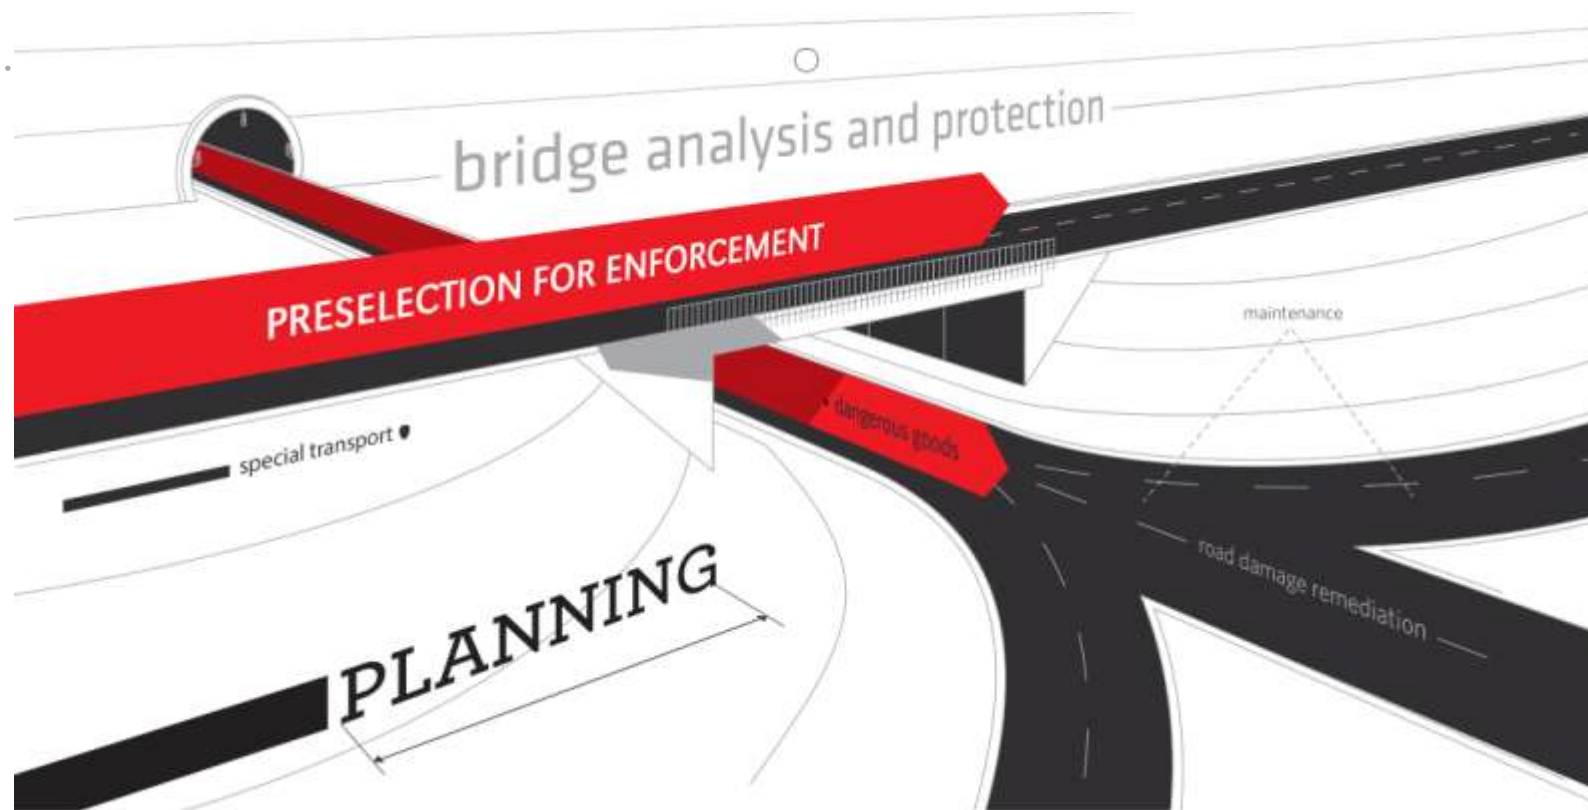 bridge analysis and protection
PRESELECTION FOR ENFORCEMENT
maintenance
dangerous goods
special transport
road damage remediation
PLANNING